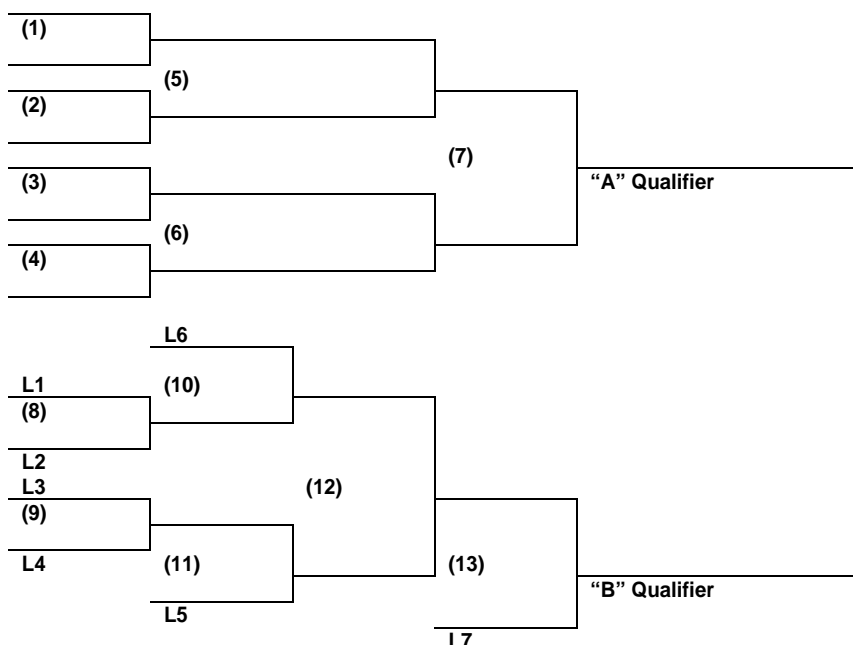 (1)
(5)
(2)
(7)
(3)
“A” Qualifier
(6)
(4)
L6
L1
(10)
(8)
L2
L3
(12)
(9)
L4
(11)
(13)
“B” Qualifier
L5
L7